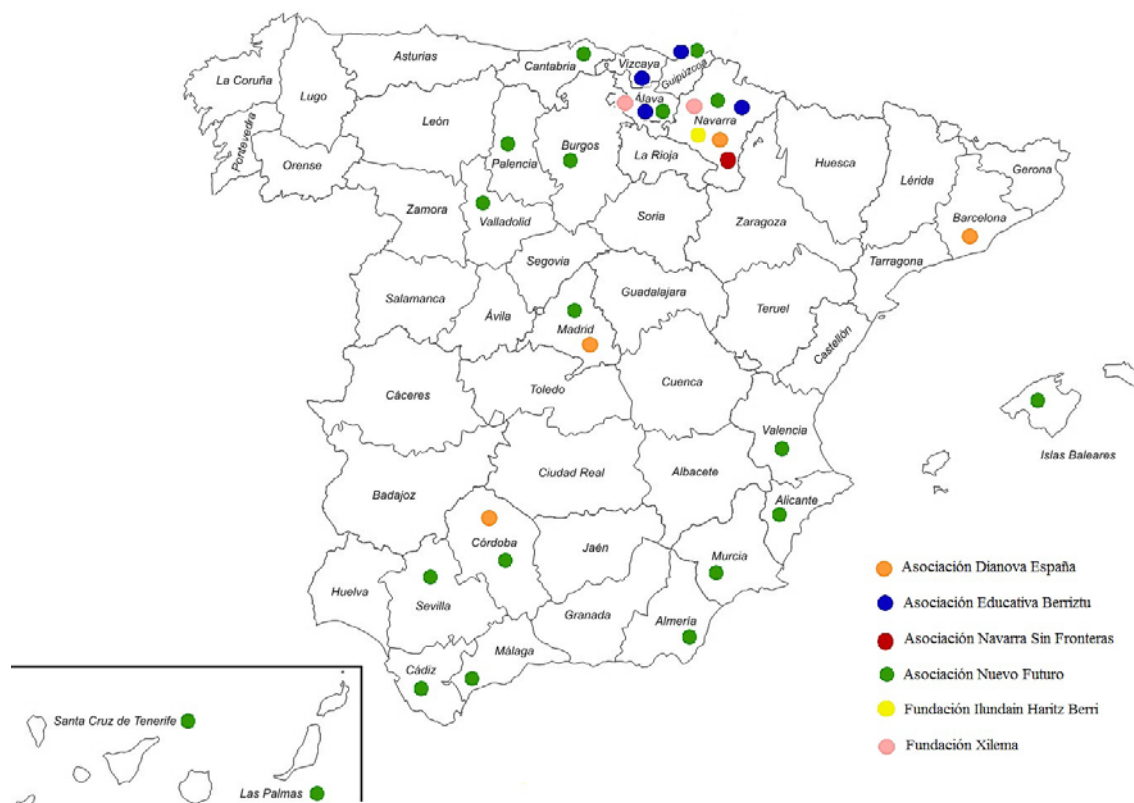 Asturias
Cantabria
Vizcaya
Guipúzcoa
La Coruña
Lugo
Álava
Navarra
León
Pontevedra
Orense
Palencia
Burgos
La Rioja
Huesca
Lérida
Gerona
Barcelona
Zamora
Valladolid
Soria
Zaragoza
Tarragona
Segovia
Salamanca
Ávila
Guadalajara
Teruel
Madrid
Castellón
Cáceres
Toledo
Cuenca
Valencia
Islas Baleares
Badajoz
Ciudad Real
Albacete
Alicante
Córdoba
Jaén
Murcia
Huelva
Sevilla
Granada
Almería
Málaga
Cádiz
Santa Cruz de Tenerife
Las Palmas
Asociación Dianova España
Asociación Educativa Berriztu
Asociación Navarra Sin Fronteras
Asociación Nuevo Futuro
Fundación Ilundain Haritz Berri
Fundación Xilema